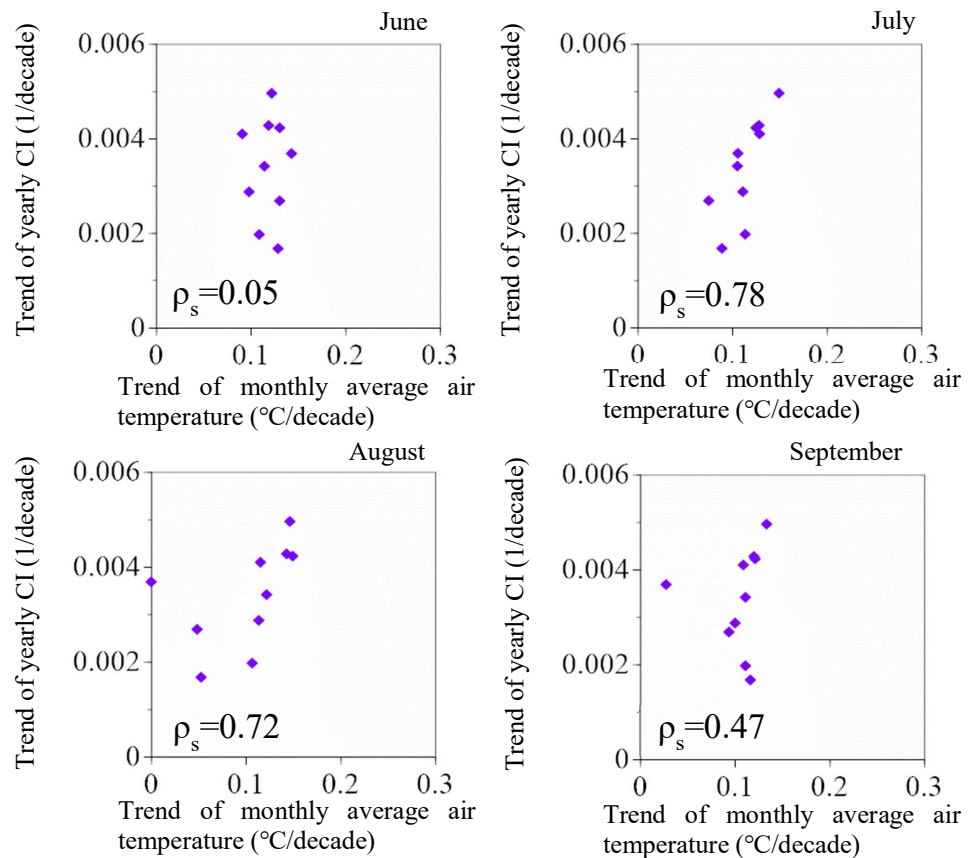 June
Trend of yearly CI (1/decade)
0.006
0.004
0.002
0
ρs=0.05
0 0.1 0.2 0.3
Trend of monthly average air
temperature (°C/decade)
July
Trend of yearly CI (1/decade)
0.006
0.004
0.002
0
ρs=0.78
0 0.1 0.2 0.3
Trend of monthly average air
temperature (°C/decade)
August
Trend of yearly CI (1/decade)
0.006
0.004
0.002
0
ρs=0.72
0 0.1 0.2 0.3
Trend of monthly average air
temperature (°C/decade)
September
Trend of yearly CI (1/decade)
0.006
0.004
0.002
0
ρs=0.47
0 0.1 0.2 0.3
Trend of monthly average air
temperature (°C/decade)